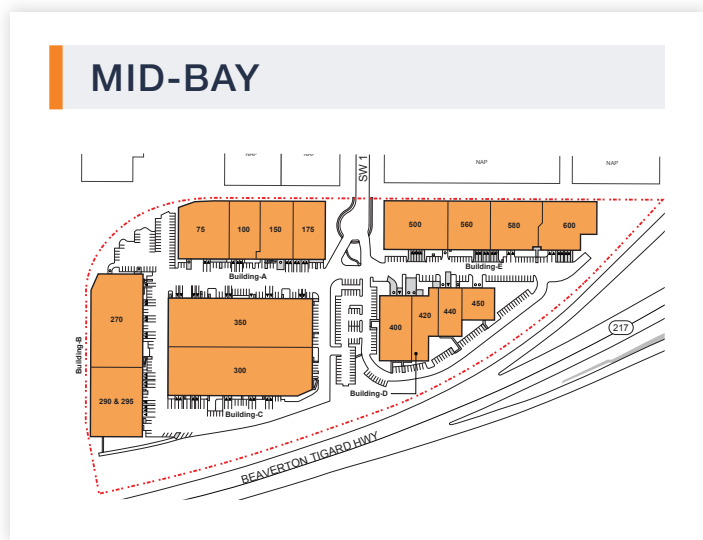 MID-BAY
SW 1
NAP
NAP
75
100
150
175
500
560
580
600
Building-A
Building-E
270
350
400
420
440
450
217
Building-B
300
290 & 295
Building-D
Building-C
BEAVERTON TIGARD HWY